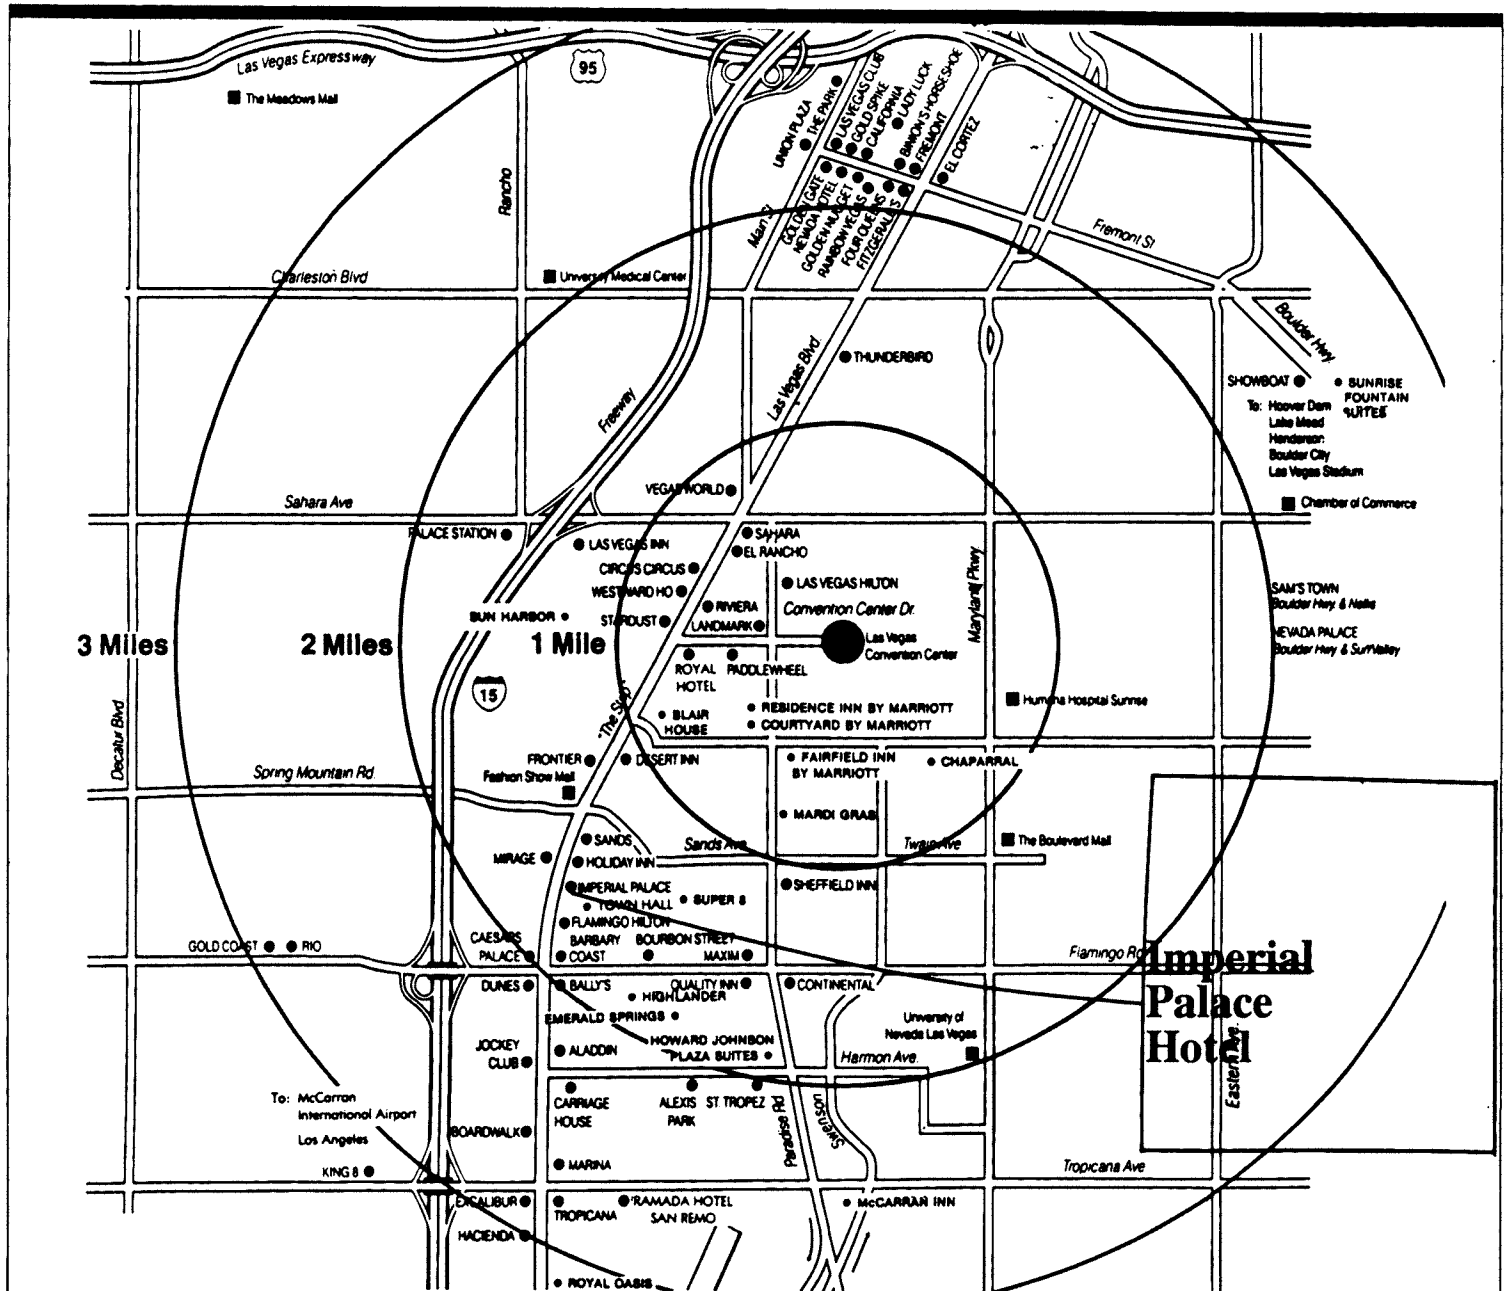 Las Vegas Expressway
95
The Meadows Mall
Rancho
UNION PLAZA
THE PARK
LAS VEGAS CLUB
GOLD SPIKE
CALIFORNIA
LADY LUCK
BINION'S HORSESHOE
FREMONT
EL CORTEZ
Main St.
GOLDEN GATE
NEVADA HOTEL
GOLDEN NUGGET
RAINBOW VEGAS
FOUR QUEENS
FITZGERALD'S
Fremont St
Charleston Blvd
University Medical Center
Boulder Hwy.
Freeway
Las Vegas Blvd.
THUNDERBIRD
SHOWBOAT
SUNRISE
FOUNTAIN
SUITES
To: Hoover Dam
Lake Mead
Henderson
Boulder City
Las Vegas Stadium
Chamber of Commerce
VEGAS WORLD
Sahara Ave
PALACE STATION
LAS VEGAS INN
SAHARA
EL RANCHO
CIRCUS CIRCUS
WESTWARD HO
LAS VEGAS HILTON
SUN HARBOR
STARDUST
RIVIERA
LANDMARK
Convention Center Dr.
Maryland Pkwy.
SAM'S TOWN
Boulder Hwy. & Nellis
NEVADA PALACE
Boulder Hwy & Sun Valley
3 Miles
2 Miles
1 Mile
Las Vegas
Convention Center
ROYAL
HOTEL
PADDLEWHEEL
15
"The Strip"
Humana Hospital Sunrise
BLAIR
HOUSE
RESIDENCE INN BY MARRIOTT
COURTYARD BY MARRIOTT
Decatur Blvd.
FRONTIER
Fashion Show Mall
DESERT INN
FAIRFIELD INN
BY MARRIOTT
CHAPARRAL
Spring Mountain Rd.
MARDI GRAS
SANDS
Sands Ave.
Twain Ave
The Boulevard Mall
MIRAGE
HOLIDAY INN
IMPERIAL PALACE
TOWN HALL
SUPER 8
SHEFFIELD INN
FLAMINGO HILTON
GOLD COAST
RIO
CAESARS
PALACE
BARBARY
COAST
BOURBON STREET
MAXIM
Flamingo Rd
Imperial
Palace
Hotel
DUNES
BALLY'S
QUALITY INN
CONTINENTAL
HIGHLANDER
EMERALD SPRINGS
University of
Nevada Las Vegas
JOCKEY
CLUB
ALADDIN
HOWARD JOHNSON
PLAZA SUITES
Harmon Ave.
Eastern Ave.
CARRIAGE
HOUSE
ALEXIS
PARK
ST TROPEZ
Paradise Rd
Swenson
To: McCarran
International Airport
Los Angeles
BOARDWALK
KING 8
MARINA
Tropicana Ave
EXCALIBUR
TROPICANA
RAMADA HOTEL
SAN REMO
McCARRAN INN
HACIENDA
ROYAL OASIS